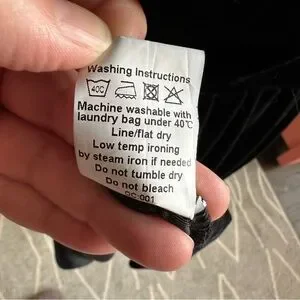 Washing Instructions
40C
Machine washable with
laundry bag under 40℃
Line/flat dry
Low temp ironing
by steam iron if needed
Do not tumble dry
Do not bleach